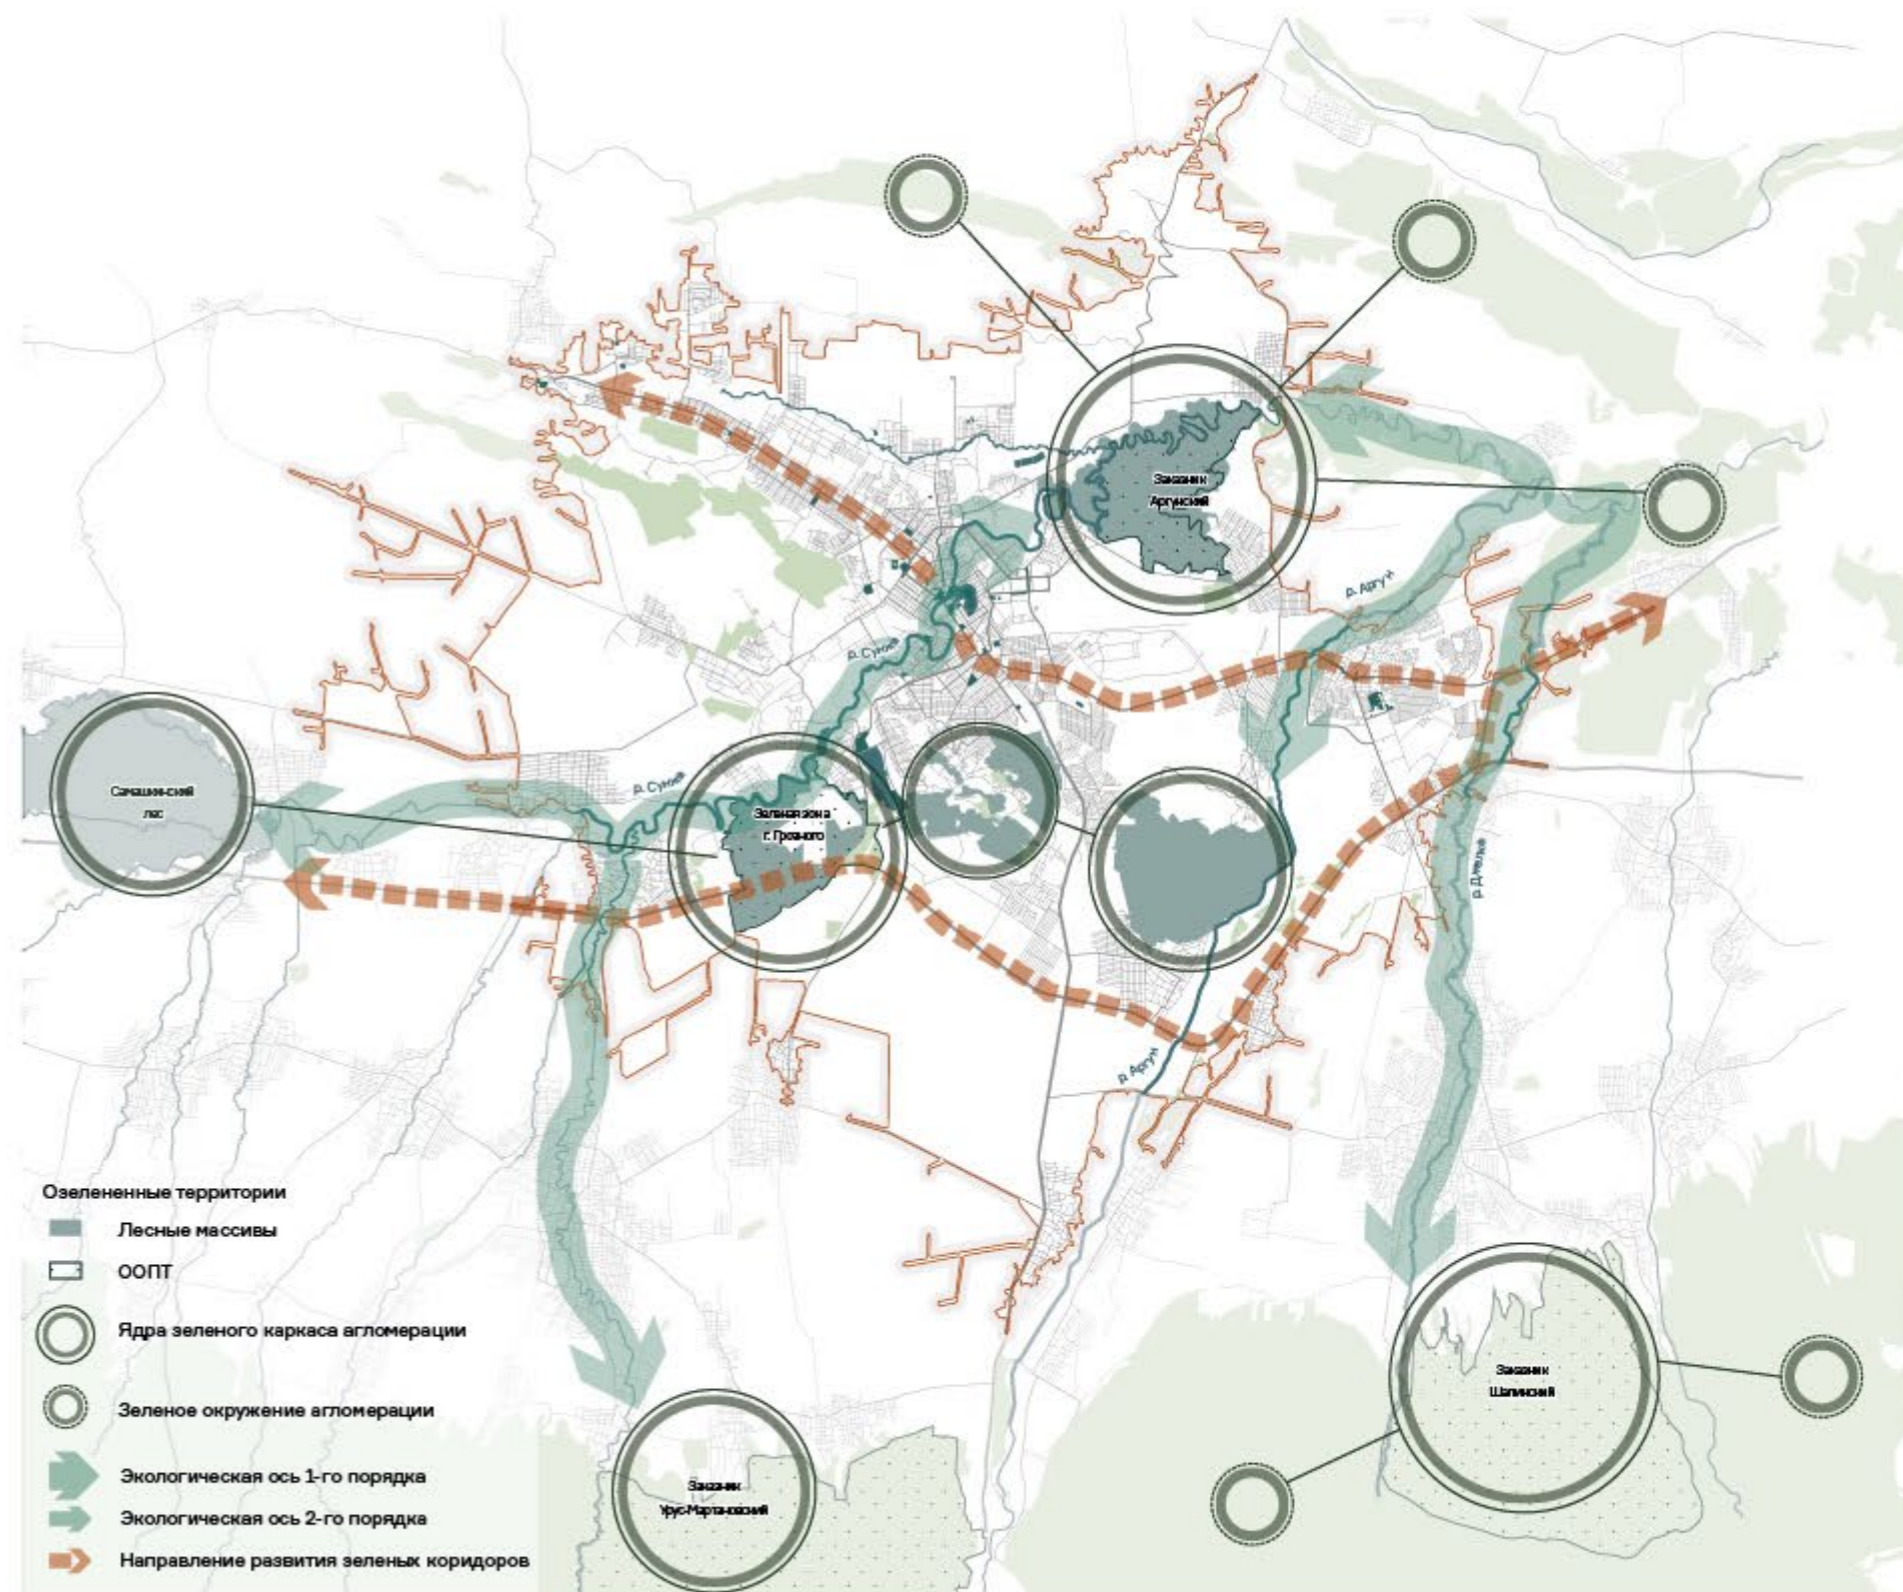 Заказник
Аргунский
р. Аргун
р. Сунжа
Самашкинский
лес
р. Сунжа
Зеленая зона
г. Грозного
р. Джалка
р. Аргун
Озелененные территории
Лесные массивы
ООПТ
Ядра зеленого каркаса агломерации
Зеленое окружение агломерации
Экологическая ось 1-го порядка
Экологическая ось 2-го порядка
Направление развития зеленых коридоров
Заказник
Шалинский
Заказник
Урус-Мартановский